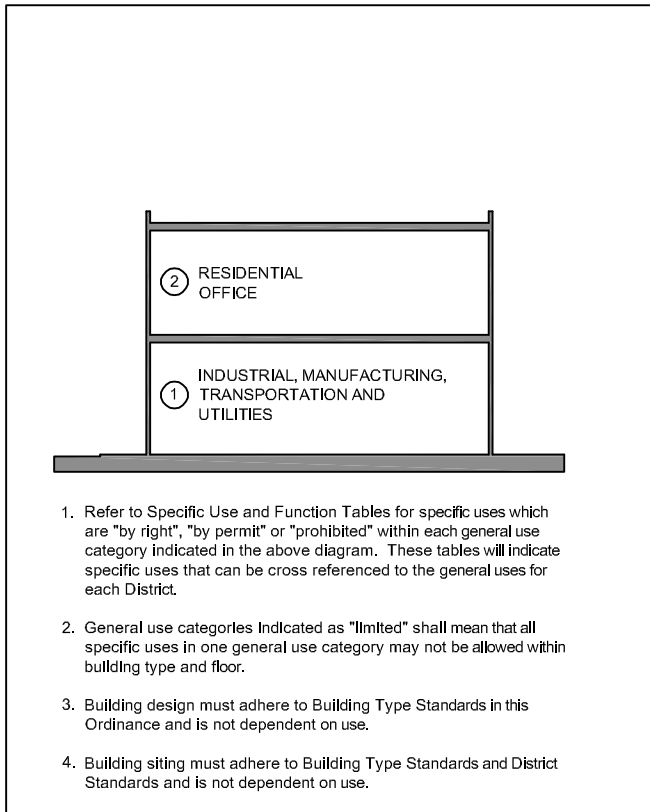 2 RESIDENTIAL
OFFICE
1 INDUSTRIAL, MANUFACTURING,
TRANSPORTATION AND
UTILITIES
1. Refer to Specific Use and Function Tables for specific uses which
are "by right", "by permit" or "prohibited" within each general use
category indicated in the above diagram. These tables will indicate
specific uses that can be cross referenced to the general uses for
each District.
2. General use categories indicated as "limited" shall mean that all
specific uses in one general use category may not be allowed within
building type and floor.
3. Building design must adhere to Building Type Standards in this
Ordinance and is not dependent on use.
4. Building siting must adhere to Building Type Standards and District
Standards and is not dependent on use.